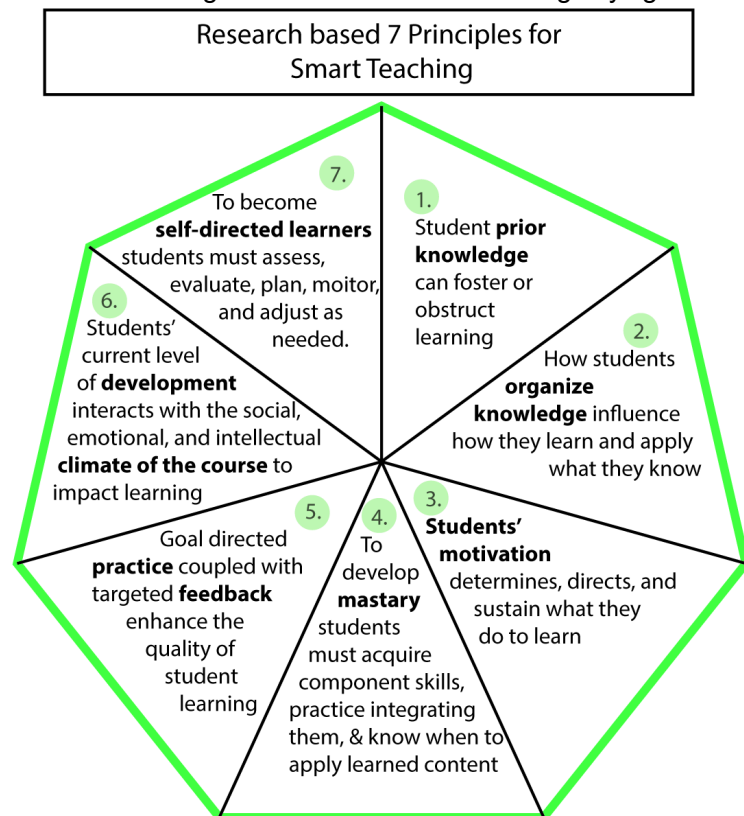 Research based 7 Principles for
Smart Teaching
1.
Student prior
knowledge
can foster or
obstruct
learning
2.
How students
organize
knowledge influence
how they learn and apply
what they know
3.
Students'
motivation
determines, directs, and
sustain what they
do to learn
4.
To
develop
mastary
students
must acquire
component skills,
practice integrating
them, & know when to
apply learned content
5.
Goal directed
practice coupled with
targeted feedback
enhance the
quality of
student
learning
6.
Students'
current level
of development
interacts with the social,
emotional, and intellectual
climate of the course to
impact learning
7.
To become
self-directed learners
students must assess,
evaluate, plan, moitor,
and adjust as
needed.